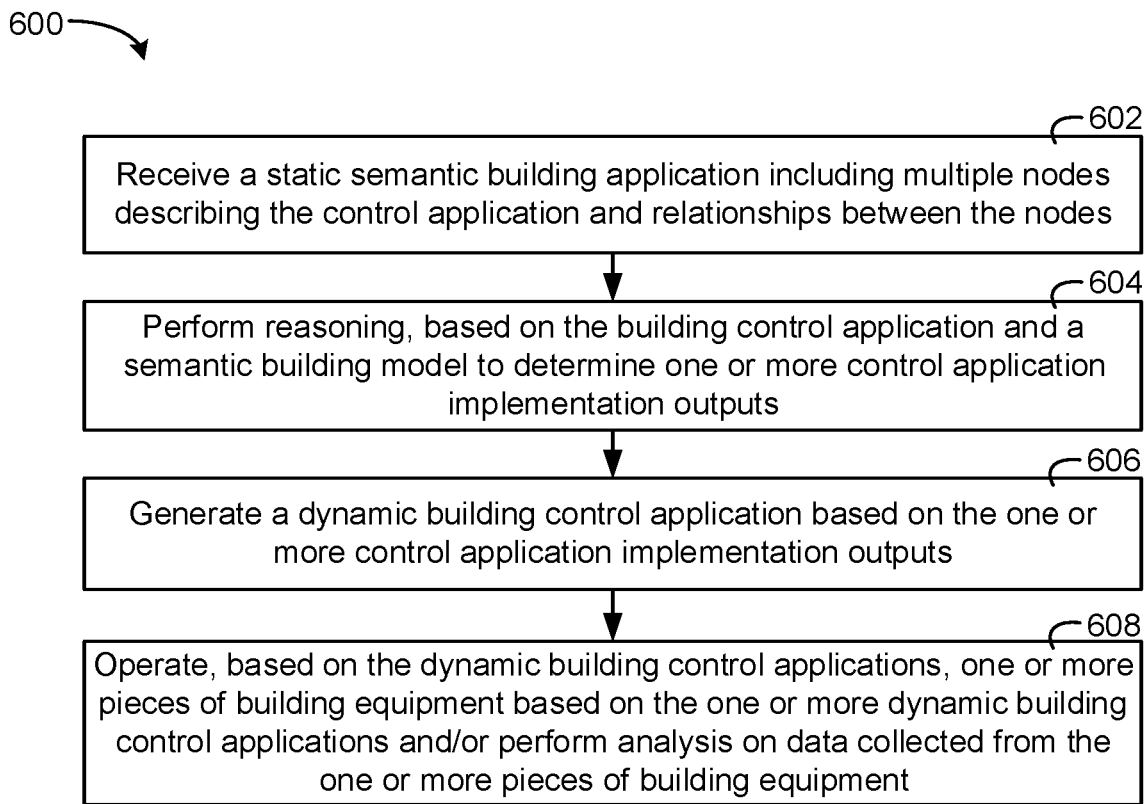 600
602
Receive a static semantic building application including multiple nodes
describing the control application and relationships between the nodes
604
Perform reasoning, based on the building control application and a
semantic building model to determine one or more control application
implementation outputs
606
Generate a dynamic building control application based on the one or
more control application implementation outputs
608
Operate, based on the dynamic building control applications, one or more
pieces of building equipment based on the one or more dynamic building
control applications and/or perform analysis on data collected from the
one or more pieces of building equipment